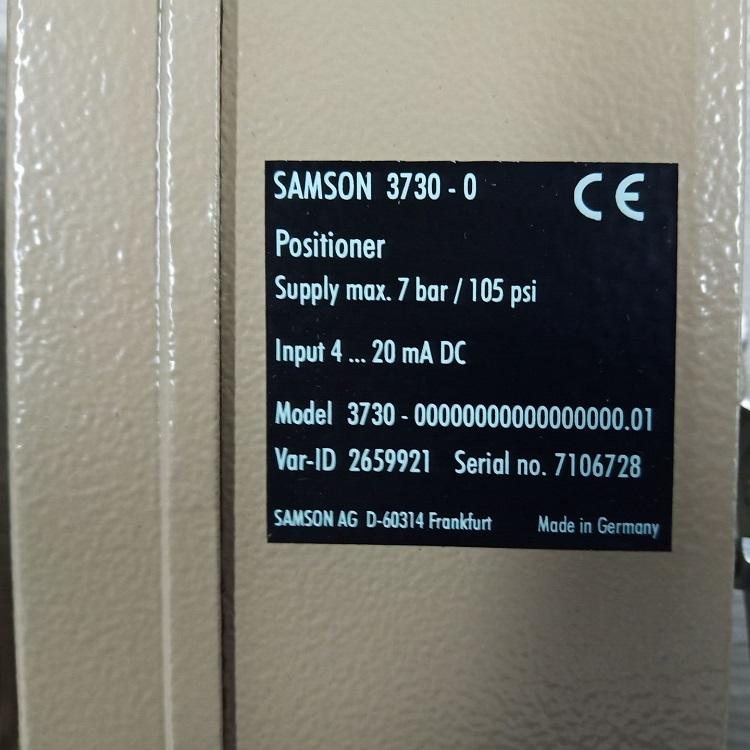 SAMSON 3730 - 0 CE
Positioner
Supply max. 7 bar / 105 psi
Input 4 ... 20 mA DC
Model 3730 - 00000000000000000.01
Var-ID 2659921 Serial no. 7106728
SAMSON AG D-60314 Frankfurt Made in Germany